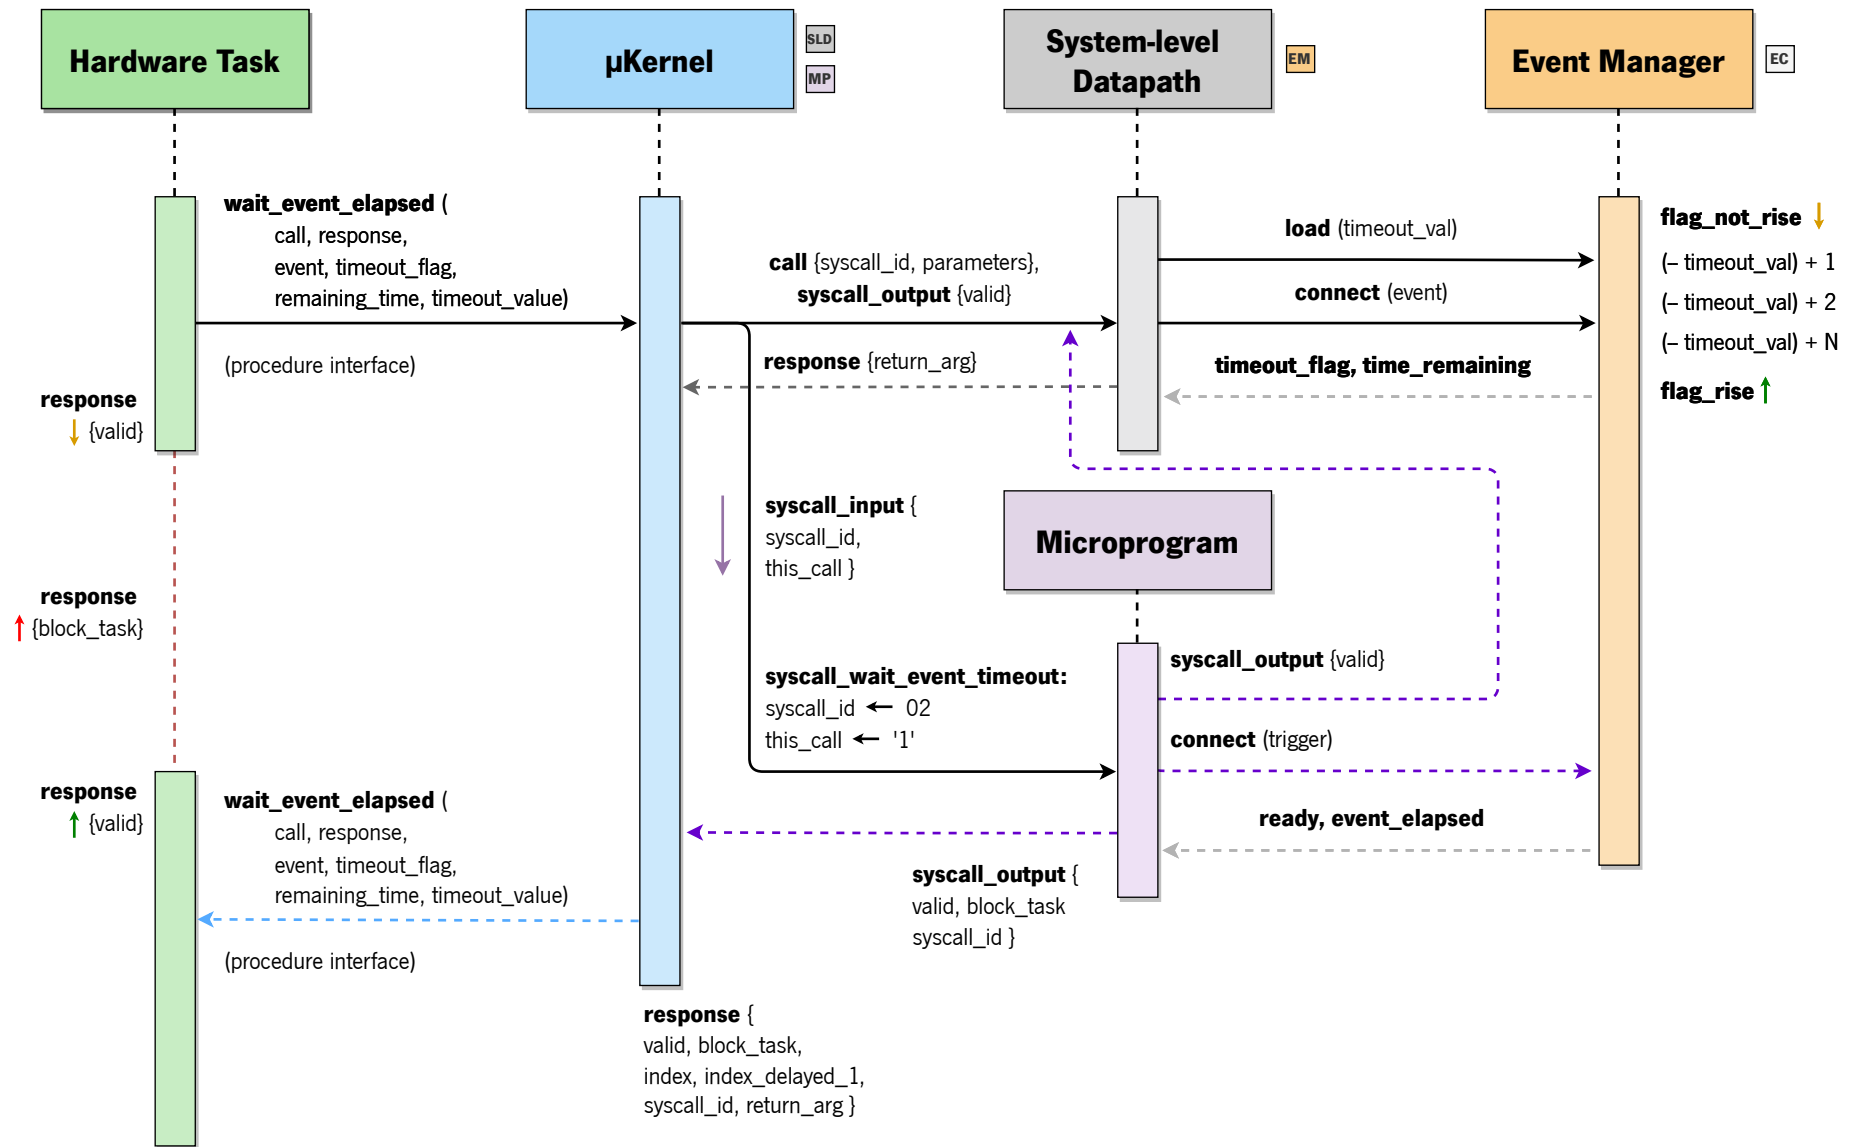 Hardware Task
µKernel
SLD
MP
System-level
Datapath
EM
Event Manager
EC
wait_event_elapsed (
call, response,
event, timeout_flag,
remaining_time, timeout_value)
(procedure interface)
call {syscall_id, parameters},
syscall_output {valid}
response {return_arg}
load (timeout_val)
connect (event)
timeout_flag, time_remaining
flag_not_rise
(– timeout_val) + 1
(– timeout_val) + 2
(– timeout_val) + N
flag_rise
response
{valid}
syscall_input {
syscall_id,
this_call }
Microprogram
response
{block_task}
syscall_wait_event_timeout:
syscall_id ← 02
this_call ← '1'
syscall_output {valid}
connect (trigger)
ready, event_elapsed
response
{valid}
wait_event_elapsed (
call, response,
event, timeout_flag,
remaining_time, timeout_value)
(procedure interface)
syscall_output {
valid, block_task
syscall_id }
response {
valid, block_task,
index, index_delayed_1,
syscall_id, return_arg }